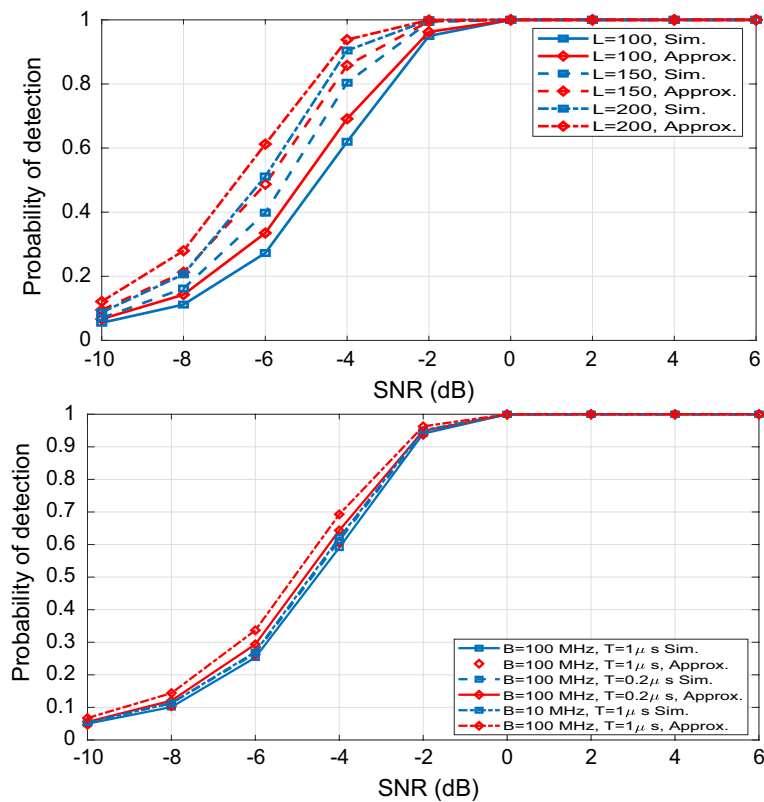 1
0.8
0.6
0.4
0.2
0
Probability of detection
L=100, Sim.
L=100, Approx.
L=150, Sim.
L=150, Approx.
L=200, Sim.
L=200, Approx.
-10 -8 -6 -4 -2 0 2 4 6
SNR (dB)
1
0.9
0.8
0.7
0.6
0.5
0.4
0.3
0.2
0.1
0
Probability of detection
B=100 MHz, T=1μ s Sim.
B=100 MHz, T=1μ s, Approx.
B=100 MHz, T=0.2μ s Sim.
B=100 MHz, T=0.2μ s, Approx.
B=10 MHz, T=1μ s Sim.
B=100 MHz, T=1μ s, Approx.
-10 -8 -6 -4 -2 0 2 4 6
SNR (dB)